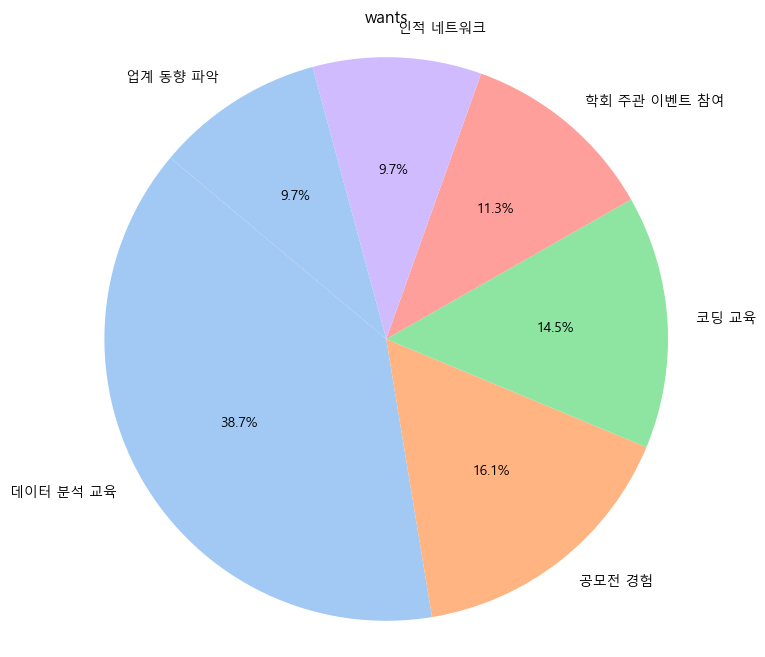 wants
인적 네트워크
업계 동향 파악
학회 주관 이벤트 참여
9.7%
9.7%
11.3%
코딩 교육
14.5%
38.7%
16.1%
데이터 분석 교육
공모전 경험